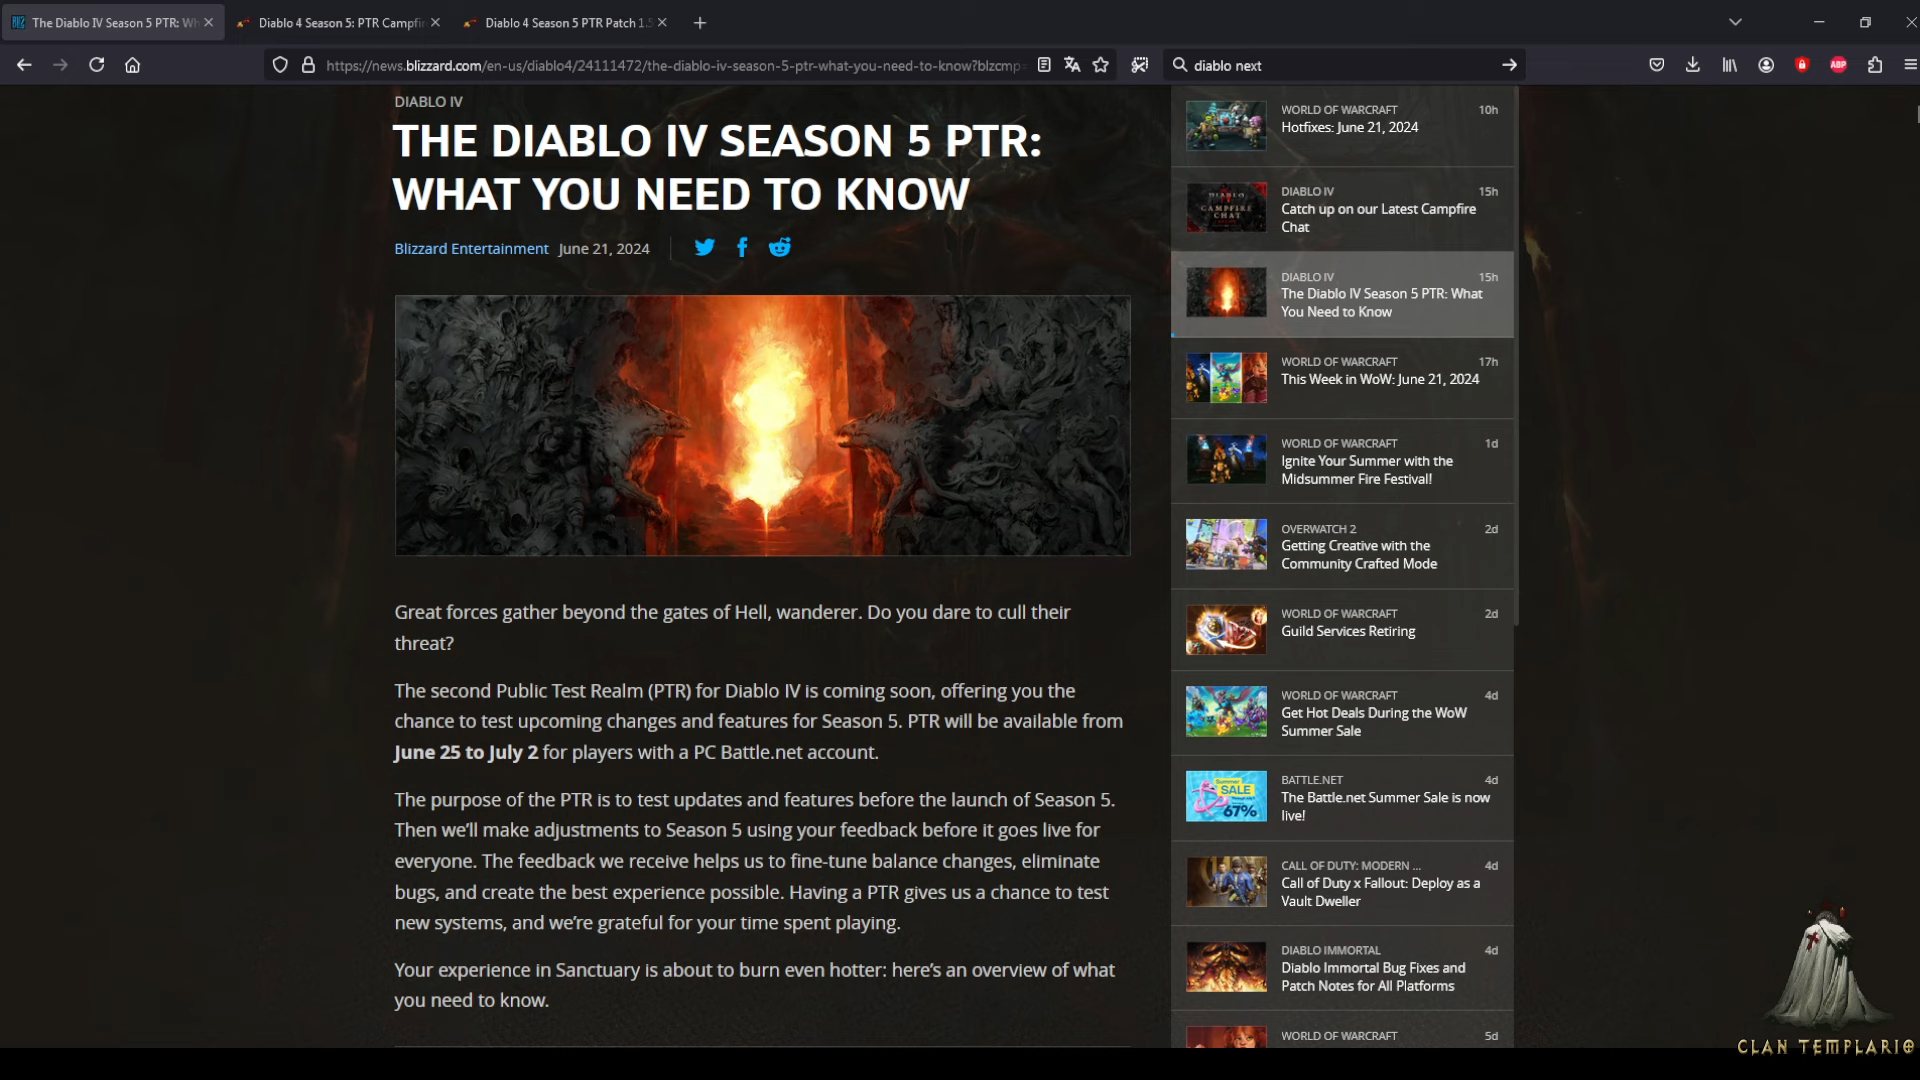 The Diablo IV Season 5 PTR: Wh
Diablo 4 Season 5: PTR Campfir
Diablo 4 Season 5 PTR Patch 1.5
https://news.blizzard.com/en-us/diablo4/24111472/the-diablo-iv-season-5-ptr-what-you-need-to-know?blzcmp=
diablo next
ABP
DIABLO IV
THE DIABLO IV SEASON 5 PTR:
WHAT YOU NEED TO KNOW
Blizzard Entertainment June 21, 2024
Great forces gather beyond the gates of Hell, wanderer. Do you dare to cull their
threat?
The second Public Test Realm (PTR) for Diablo IV is coming soon, offering you the
chance to test upcoming changes and features for Season 5. PTR will be available from
June 25 to July 2 for players with a PC Battle.net account.
The purpose of the PTR is to test updates and features before the launch of Season 5.
Then we’ll make adjustments to Season 5 using your feedback before it goes live for
everyone. The feedback we receive helps us to fine-tune balance changes, eliminate
bugs, and create the best experience possible. Having a PTR gives us a chance to test
new systems, and we’re grateful for your time spent playing.
Your experience in Sanctuary is about to burn even hotter: here’s an overview of what
you need to know.
WORLD OF WARCRAFT 10h
Hotfixes: June 21, 2024
DIABLO
CAMPFIRE
CHAT
DIABLO IV 15h
Catch up on our Latest Campfire
Chat
DIABLO IV 15h
The Diablo IV Season 5 PTR: What
You Need to Know
WORLD OF WARCRAFT 17h
This Week in WoW: June 21, 2024
WORLD OF WARCRAFT 1d
Ignite Your Summer with the
Midsummer Fire Festival!
OVERWATCH 2 2d
Getting Creative with the
Community Crafted Mode
WORLD OF WARCRAFT 2d
Guild Services Retiring
WORLD OF WARCRAFT 4d
Get Hot Deals During the WoW
Summer Sale
Summer
SALE
67%
BATTLE.NET 4d
The Battle.net Summer Sale is now
live!
CALL OF DUTY: MODERN ... 4d
Call of Duty x Fallout: Deploy as a
Vault Dweller
DIABLO IMMORTAL 4d
Diablo Immortal Bug Fixes and
Patch Notes for All Platforms
WORLD OF WARCRAFT 5d
CLAN TEMPLARIO